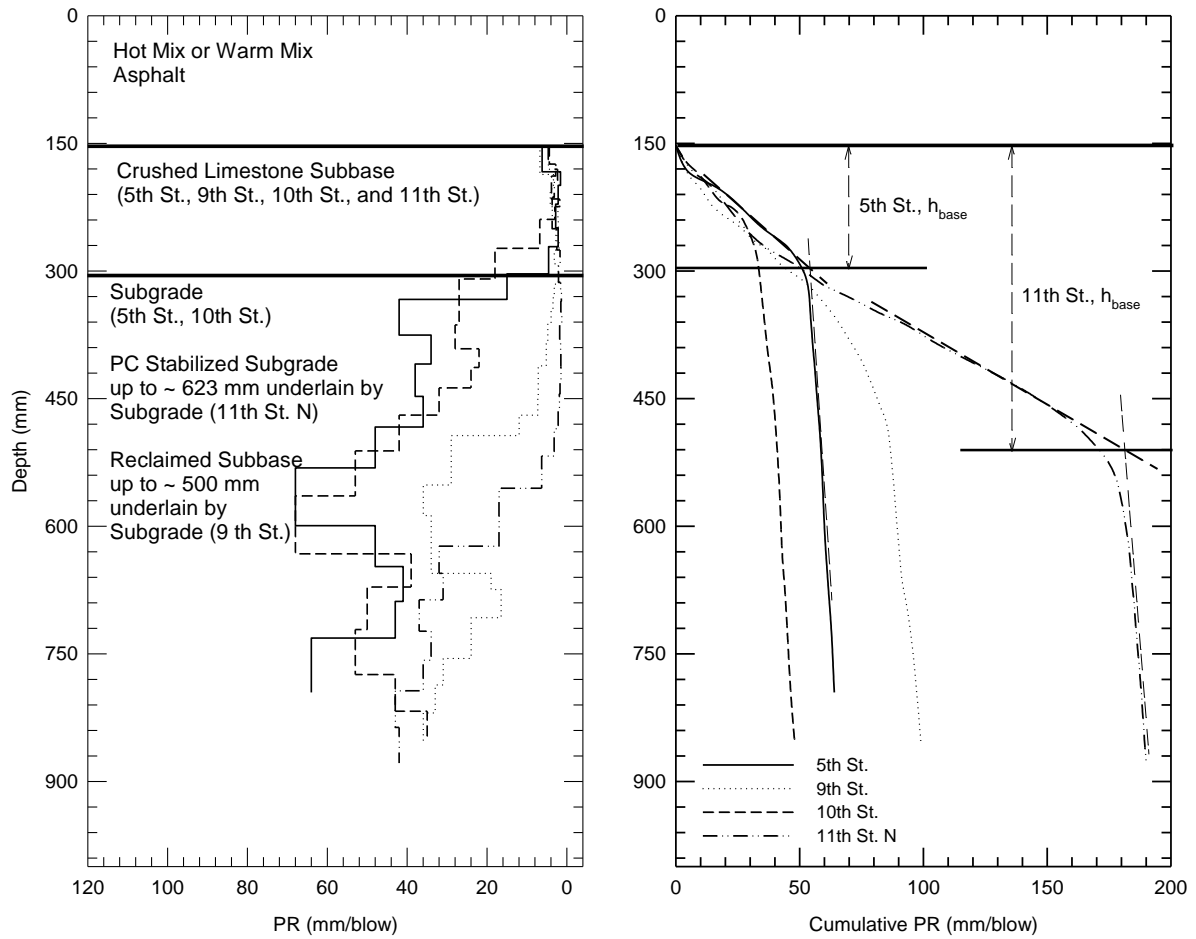 0
150
300
450
600
750
900
Depth (mm)
Hot Mix or Warm Mix
Asphalt
Crushed Limestone Subbase
(5th St., 9th St., 10th St., and 11th St.)
Subgrade
(5th St., 10th St.)
PC Stabilized Subgrade
up to ~ 623 mm underlain by
Subgrade (11th St. N)
Reclaimed Subbase
up to ~ 500 mm
underlain by
Subgrade (9 th St.)
120 100 80 60 40 20 0
PR (mm/blow)
0
150
300
450
600
750
900
5th St., hbase
11th St., hbase
5th St.
9th St.
10th St.
11th St. N
0 50 100 150 200
Cumulative PR (mm/blow)